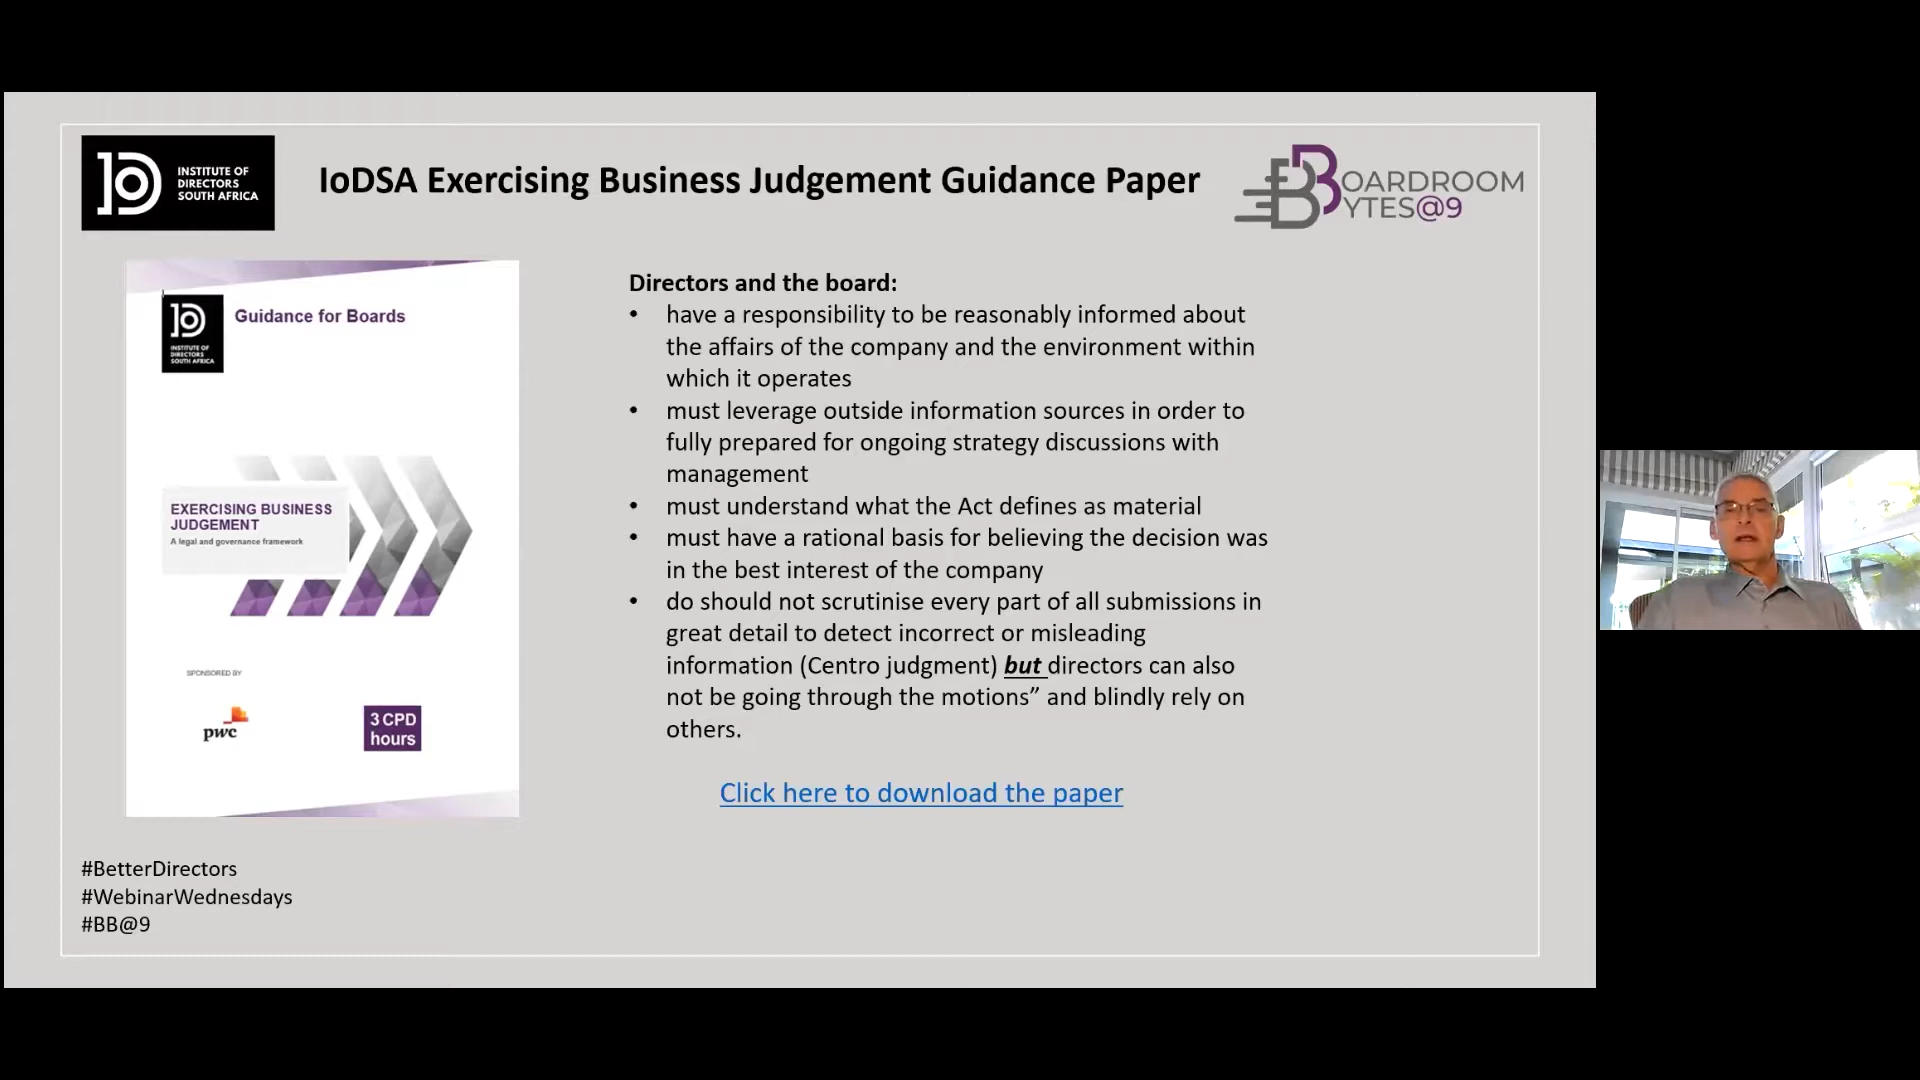 INSTITUTE OF
DIRECTORS
SOUTH AFRICA
IoDSA Exercising Business Judgement Guidance Paper
BOARDROOM
BYTES@9
INSTITUTE OF
DIRECTORS
SOUTH AFRICA
Guidance for Boards
EXERCISING BUSINESS
JUDGEMENT
A legal and governance framework
SPONSORED BY
pwc
3 CPD
hours
Directors and the board:
• have a responsibility to be reasonably informed about
the affairs of the company and the environment within
which it operates
• must leverage outside information sources in order to
fully prepared for ongoing strategy discussions with
management
• must understand what the Act defines as material
• must have a rational basis for believing the decision was
in the best interest of the company
• do should not scrutinise every part of all submissions in
great detail to detect incorrect or misleading
information (Centro judgment) but directors can also
not be going through the motions” and blindly rely on
others.
Click here to download the paper
#BetterDirectors
#WebinarWednesdays
#BB@9